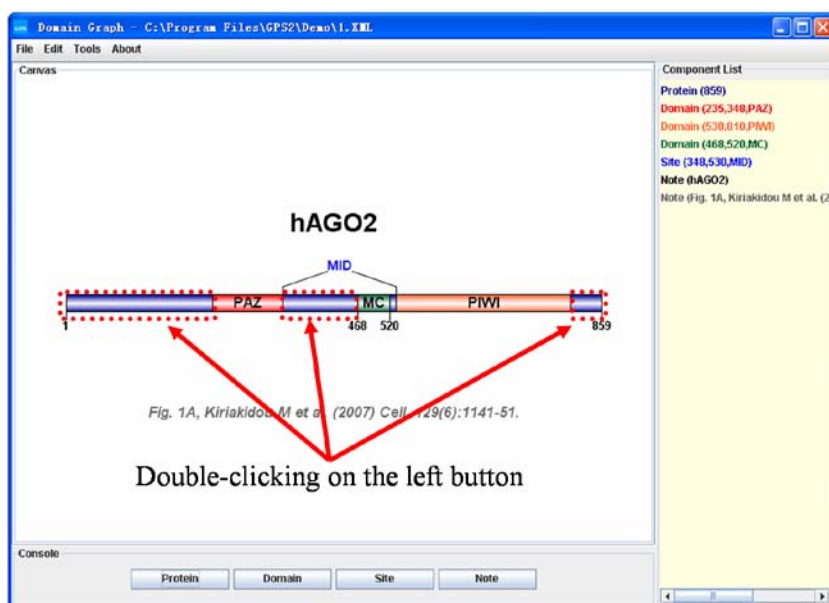 Domain Graph - C:\Program Files\GPS2\Demo\1.XML
File Edit Tools About
Canvas
Component List
Protein (859)
Domain (235,348,PAZ)
Domain (530,810,PIWI)
Domain (468,520,MC)
Site (348,530,MID)
Note (hAGO2)
Note (Fig. 1A, Kiriakidou M et al. (2
hAGO2
MID
PAZ MC PIWI
1 468 520 859
Fig. 1A, Kiriakidou M et al. (2007) Cell, 129(6):1141-51.
Double-clicking on the left button
Console
Protein Domain Site Note